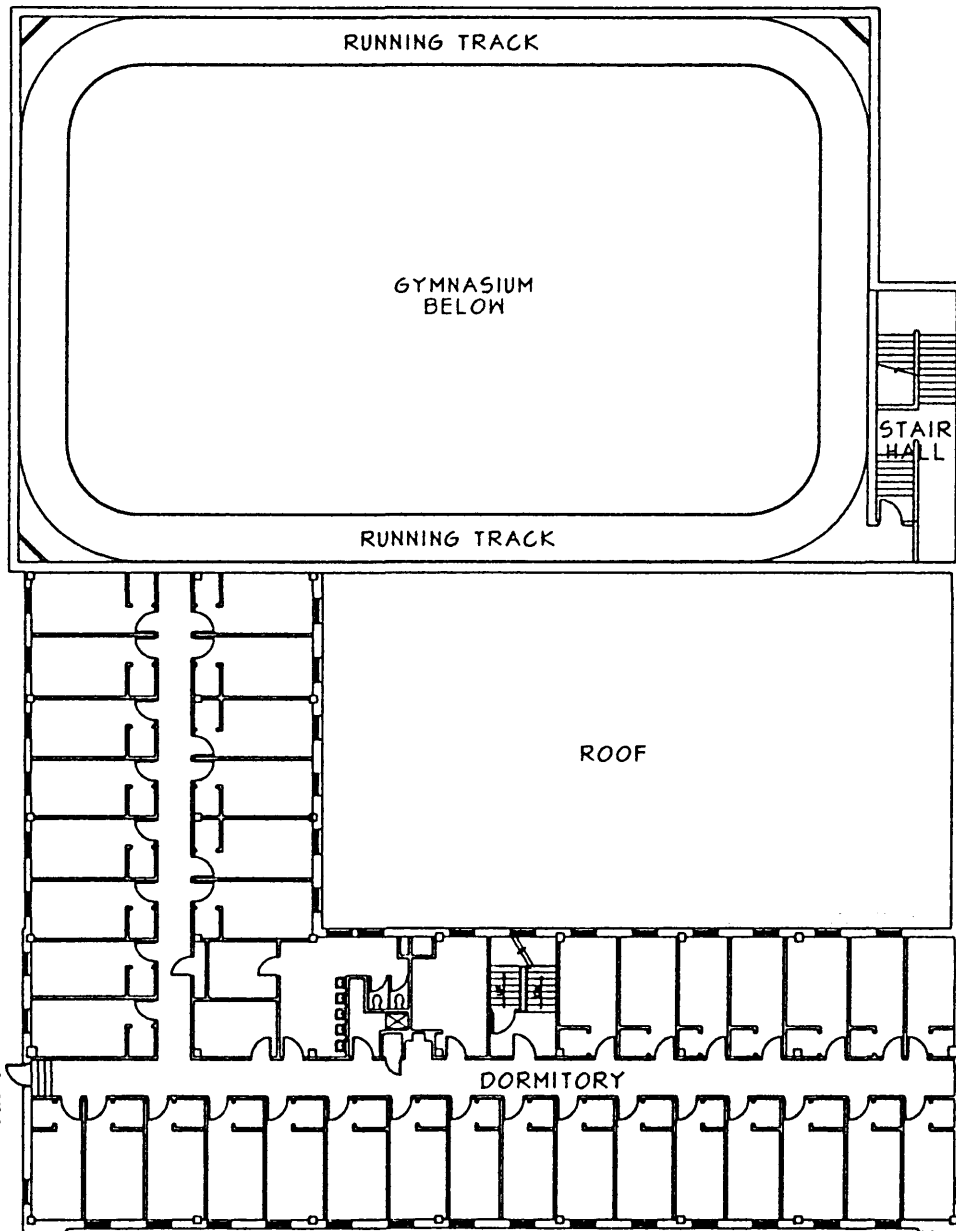 RUNNING TRACK
GYMNASIUM
BELOW
STAIR
HALL
RUNNING TRACK
ROOF
DORMITORY